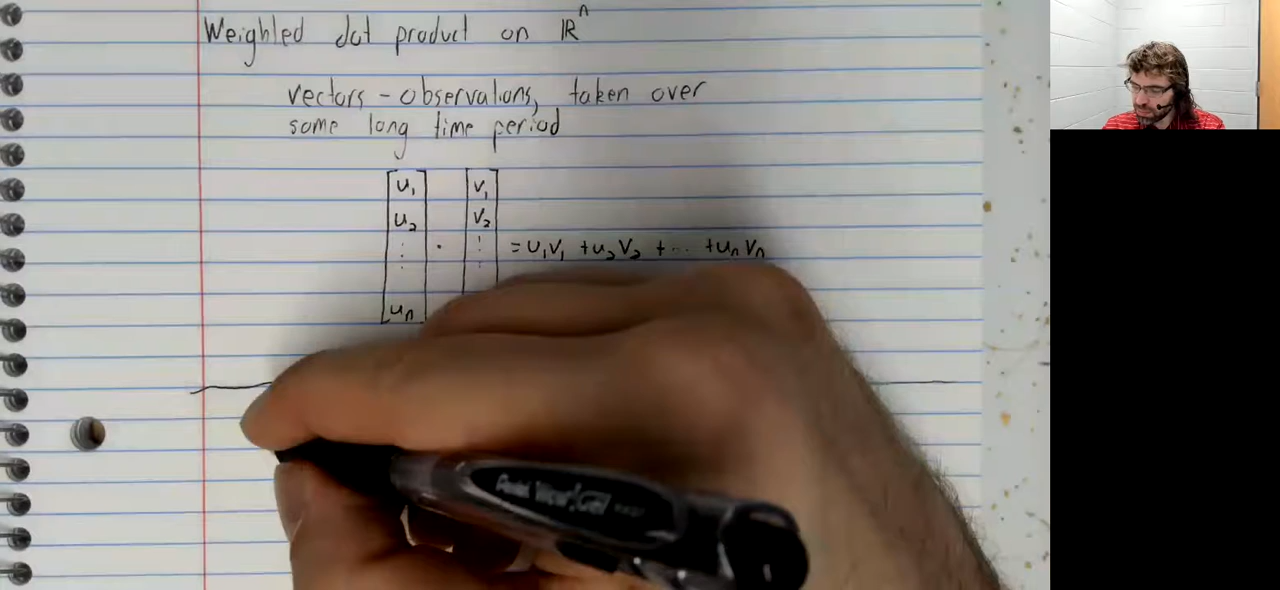 Weighted dot product on ℝⁿ
vectors - observations, taken over
some long time period
[u₁ u₂ ⋮ uₙ] · [v₁ v₂ ⋮ = u₁v₁ + u₂v₂ + ... + uₙvₙ
Pentel